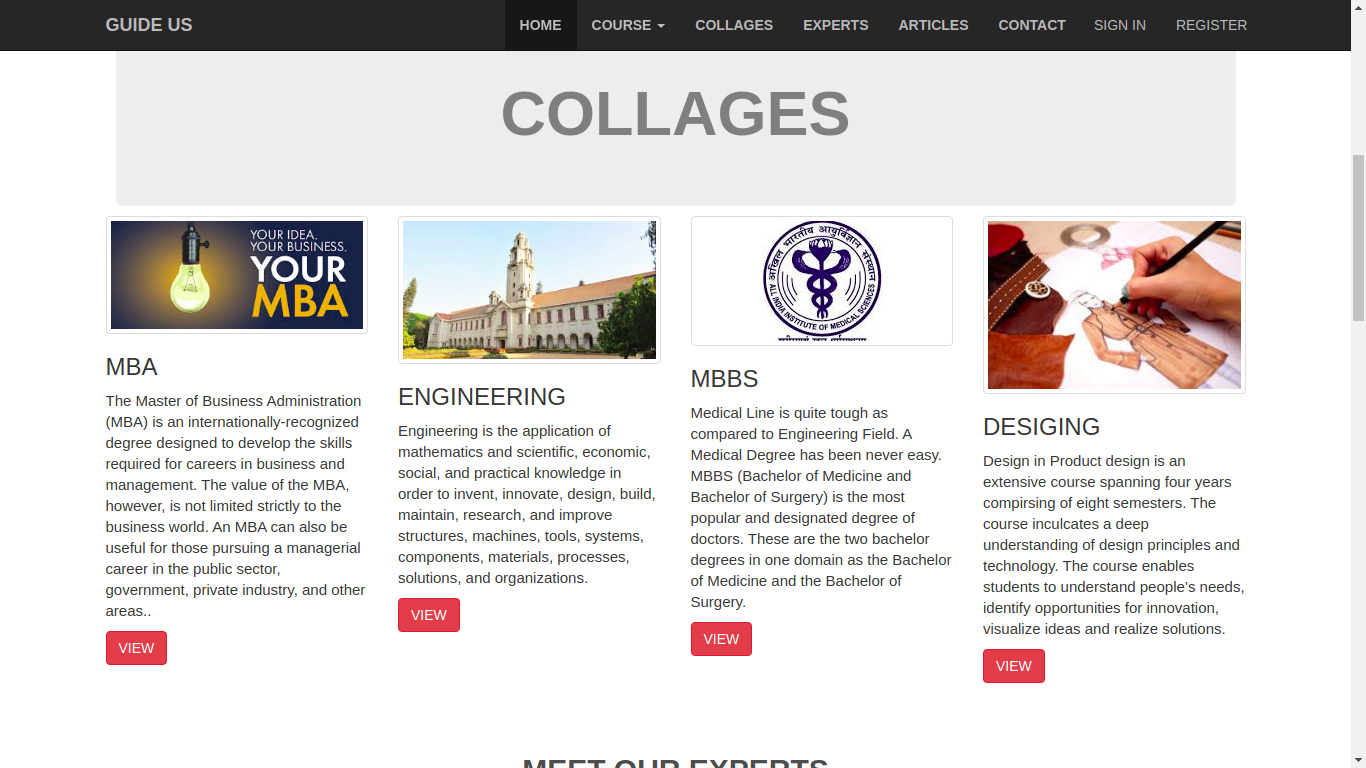 GUIDE US
HOME
COURSE
COLLAGES
EXPERTS
ARTICLES
CONTACT
SIGN IN
REGISTER
COLLAGES
YOUR IDEA.
YOUR BUSINESS.
YOUR
MBA
MBA
The Master of Business Administration
(MBA) is an internationally-recognized
degree designed to develop the skills
required for careers in business and
management. The value of the MBA,
however, is not limited strictly to the
business world. An MBA can also be
useful for those pursuing a managerial
career in the public sector,
government, private industry, and other
areas..
VIEW
ENGINEERING
Engineering is the application of
mathematics and scientific, economic,
social, and practical knowledge in
order to invent, innovate, design, build,
maintain, research, and improve
structures, machines, tools, systems,
components, materials, processes,
solutions, and organizations.
VIEW
अखिल भारतीय आयुर्विज्ञान संस्थान
ALL INDIA INSTITUTE OF MEDICAL SCIENCES
MBBS
Medical Line is quite tough as
compared to Engineering Field. A
Medical Degree has been never easy.
MBBS (Bachelor of Medicine and
Bachelor of Surgery) is the most
popular and designated degree of
doctors. These are the two bachelor
degrees in one domain as the Bachelor
of Medicine and the Bachelor of
Surgery.
VIEW
DESIGING
Design in Product design is an
extensive course spanning four years
compirsing of eight semesters. The
course inculcates a deep
understanding of design principles and
technology. The course enables
students to understand people’s needs,
identify opportunities for innovation,
visualize ideas and realize solutions.
VIEW
MEET OUR EXPERTS